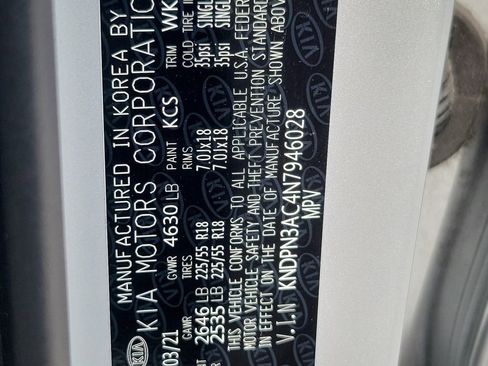 MANUFACTURED IN KOREA BY
KIA KIA MOTORS CORPORATIO
03/21 GVWR 4630 LB PAINT KCS TRIM WK
GAWR TIRES RIMS COLD TIRE IN
2646 LB 225/55 R18 7.0Jx18 35psi SINGL
2535 LB 225/55 R18 7.0Jx18 35psi SINGL
THIS VEHICLE CONFORMS TO ALL APPLICABLE U.S.A. FEDER
MOTOR VEHICLE SAFETY AND THEFT PREVENTION STANDARD
IN EFFECT ON THE DATE OF MANUFACTURE SHOWN ABOV
V.I.N KNDPN3AC4N7946028
MPV